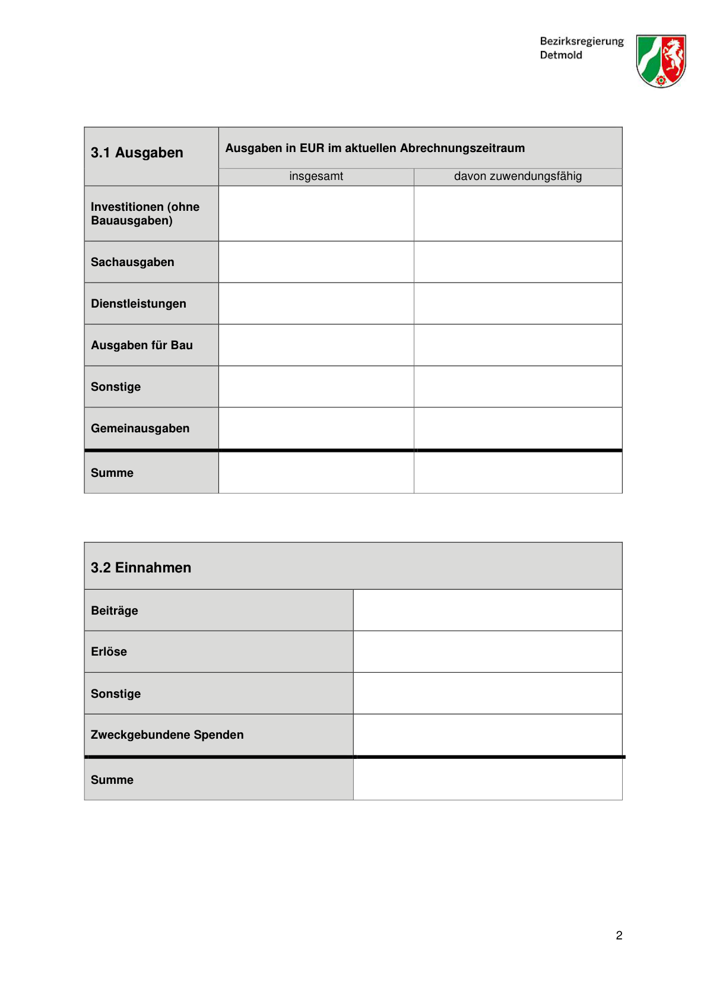 Bezirksregierung
Detmold
3.1 Ausgaben
Ausgaben in EUR im aktuellen Abrechnungszeitraum
insgesamt
davon zuwendungsfähig
Investitionen (ohne
Bauausgaben)
Sachausgaben
Dienstleistungen
Ausgaben für Bau
Sonstige
Gemeinausgaben
Summe
3.2 Einnahmen
Beiträge
Erlöse
Sonstige
Zweckgebundene Spenden
Summe
2